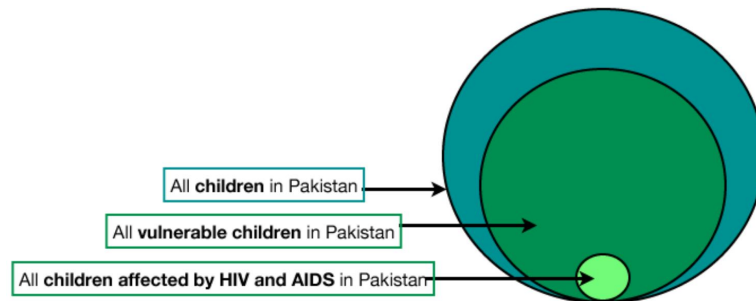 All children in Pakistan
All vulnerable children in Pakistan
All children affected by HIV and AIDS in Pakistan